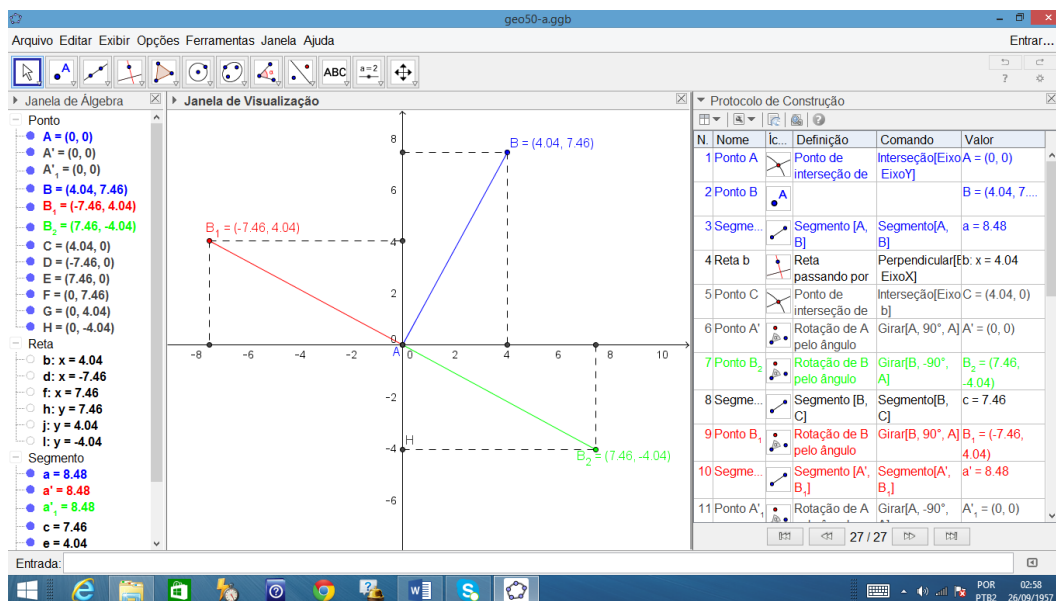 geo50-a.ggb
Arquivo Editar Exibir Opções Ferramentas Janela Ajuda
Entrar...
ABC
a=2
Janela de Álgebra
Ponto
A = (0, 0)
A' = (0, 0)
A'₁ = (0, 0)
B = (4.04, 7.46)
B₁ = (-7.46, 4.04)
B₂ = (7.46, -4.04)
C = (4.04, 0)
D = (-7.46, 0)
E = (7.46, 0)
F = (0, 7.46)
G = (0, 4.04)
H = (0, -4.04)
Reta
b: x = 4.04
d: x = -7.46
f: x = 7.46
h: y = 7.46
j: y = 4.04
l: y = -4.04
Segmento
a = 8.48
a' = 8.48
a'₁ = 8.48
c = 7.46
e = 4.04
Janela de Visualização
8
B = (4.04, 7.46)
6
B₁ = (-7.46, 4.04)
4
2
0
-8 -6 -4 -2 A 0 2 4 6 8 10
-2
H
-4
B₂ = (7.46, -4.04)
-6
Protocolo de Construção
N. Nome Íc... Definição Comando Valor
1 Ponto A Ponto de interseção de Interseção[EixoX EixoY] A = (0, 0)
2 Ponto B A B = (4.04, 7....
3 Segme... Segmento [A, B] Segmento[A, B] a = 8.48
4 Reta b Reta passando por Perpendicular[B EixoX] b: x = 4.04
5 Ponto C Ponto de interseção de Interseção[EixoX b] C = (4.04, 0)
6 Ponto A' Rotação de A pelo ângulo Girar[A, 90°, A] A' = (0, 0)
7 Ponto B₂ Rotação de B pelo ângulo Girar[B, -90°, A] B₂ = (7.46, -4.04)
8 Segme... Segmento [B, C] Segmento[B, C] c = 7.46
9 Ponto B₁ Rotação de B pelo ângulo Girar[B, 90°, A] B₁ = (-7.46, 4.04)
10 Segme... Segmento [A', B₁] Segmento[A', B₁] a' = 8.48
11 Ponto A'₁ Rotação de A Girar[A, -90°, A'₁ = (0, 0)
27 / 27
Entrada:
POR 02:58
PTB2 26/09/1957